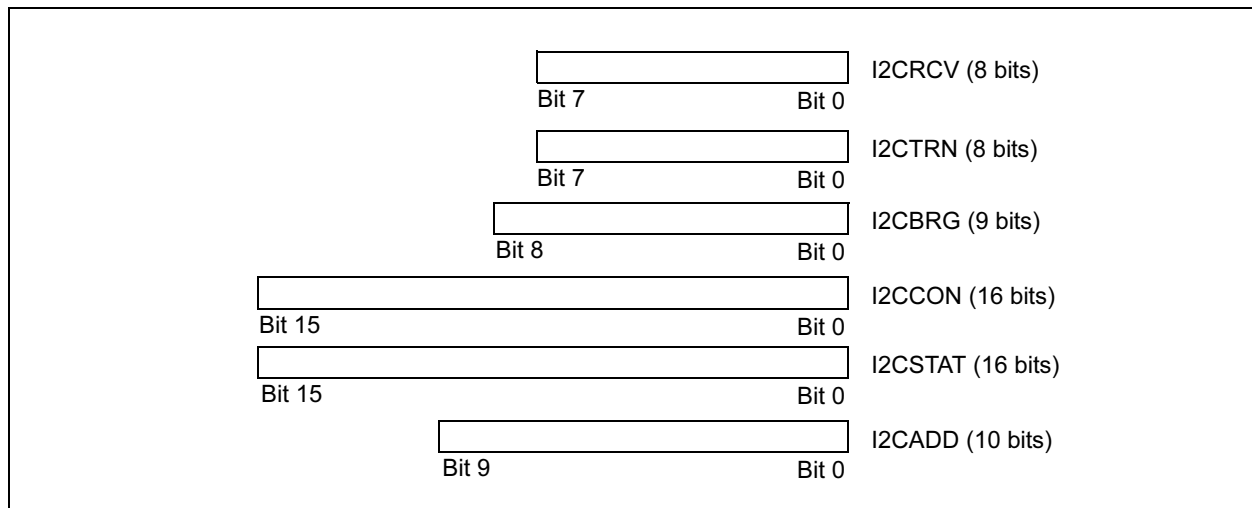 I2CRCV (8 bits)
Bit 7 Bit 0
I2CTRN (8 bits)
Bit 7 Bit 0
I2CBRG (9 bits)
Bit 8 Bit 0
I2CCON (16 bits)
Bit 15 Bit 0
I2CSTAT (16 bits)
Bit 15 Bit 0
I2CADD (10 bits)
Bit 9 Bit 0